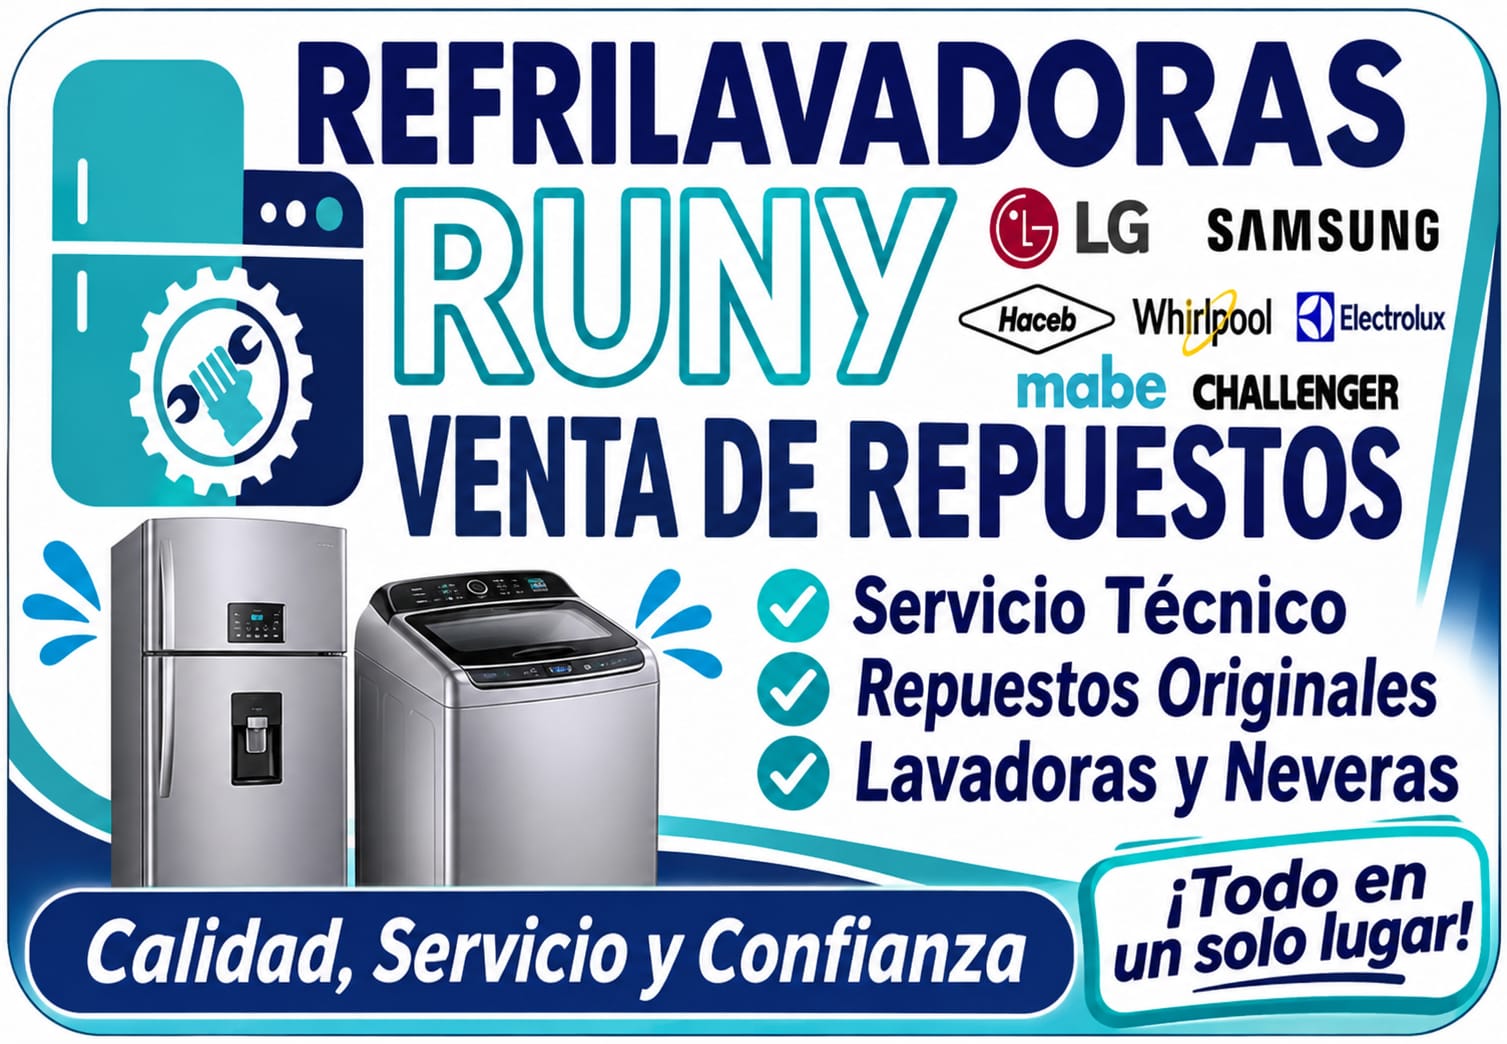 REFRILAVADORAS
RUNY
LG SAMSUNG
Haceb Whirlpool Electrolux
mabe CHALLENGER
VENTA DE REPUESTOS
Servicio Técnico
Repuestos Originales
Lavadoras y Neveras
¡Todo en
un solo lugar!
Calidad, Servicio y Confianza